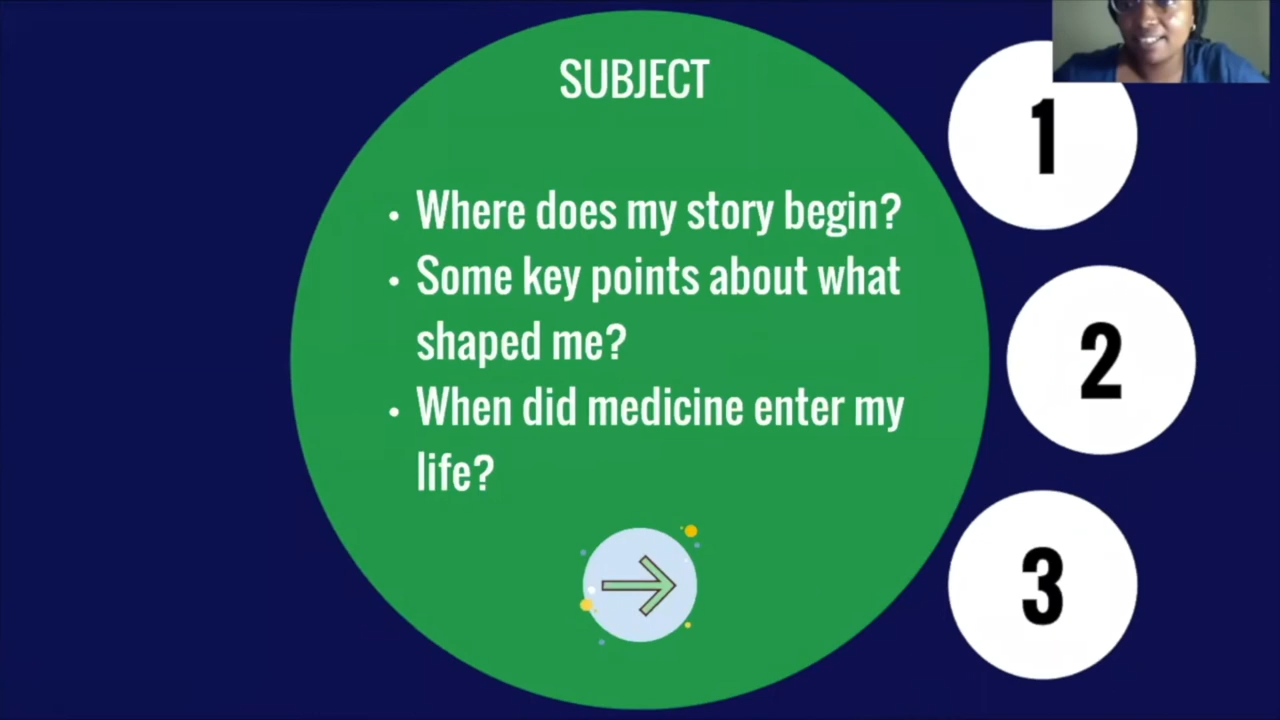 SUBJECT
• Where does my story begin?
• Some key points about what
shaped me?
• When did medicine enter my
life?
1
2
3